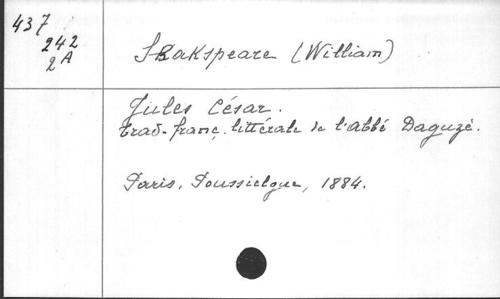 437
242
2A
Shakspeare (William)
Jules César.
trad. franç. littérale de l'abbé Daguzé.
Paris, Poussielgue, 1884.